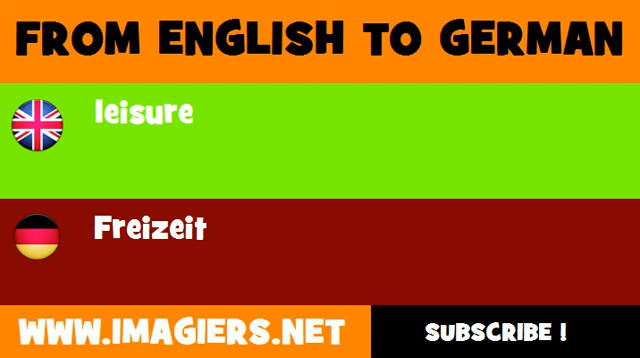 FROM ENGLISH TO GERMAN
leisure
Freizeit
WWW.IMAGIERS.NET
SUBSCRIBE !